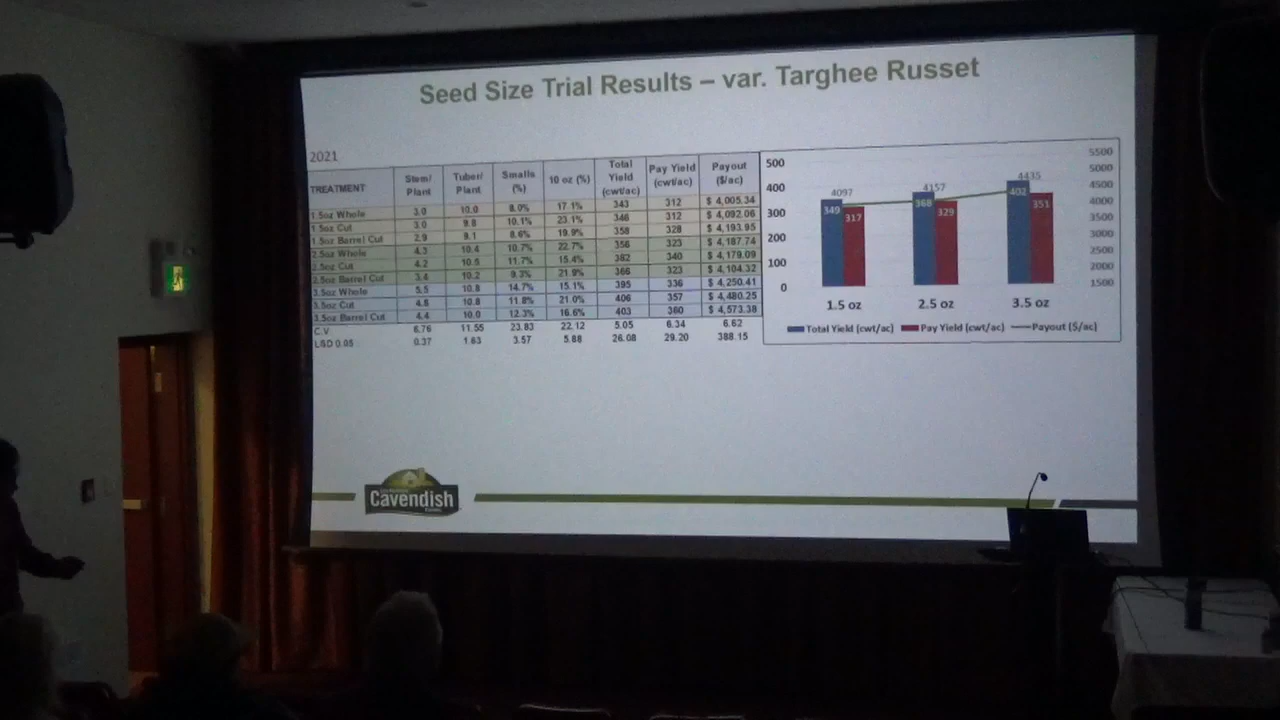 Seed Size Trial Results – var. Targhee Russet
2021
TREATMENT Stem/Plant Tuber/Plant Smalls (%) 10 oz (%) Total Yield (cwt/ac) Pay Yield (cwt/ac) Payout ($/ac)
1.5oz Whole 3.0 10.0 8.0% 17.1% 343 312 $ 4,005.34
1.5oz Cut 3.0 9.8 10.1% 23.1% 346 312 $ 4,092.06
1.5oz Barrel Cut 2.9 9.1 8.6% 19.9% 358 328 $ 4,193.95
2.5oz Whole 4.3 10.4 10.7% 22.7% 356 323 $ 4,187.74
2.5oz Cut 4.2 10.5 11.7% 15.4% 382 340 $ 4,179.09
2.5oz Barrel Cut 3.4 10.2 9.3% 21.9% 366 323 $ 4,104.32
3.5oz Whole 5.5 10.8 14.7% 15.1% 395 336 $ 4,250.41
3.5oz Cut 4.8 10.8 11.8% 21.0% 406 357 $ 4,480.25
3.5oz Barrel Cut 4.4 10.0 12.3% 16.6% 403 360 $ 4,573.38
C.V. 6.76 11.55 23.83 22.12 5.05 6.34 6.62
LSD 0.05 0.37 1.63 3.57 5.88 26.08 29.20 388.15
500 5500
5000
400 4097 4157 4435 4500
349 317 368 329 402 351 4000
300 3500
200 3000
2500
100 2000
0 1500
1.5 oz 2.5 oz 3.5 oz
Total Yield (cwt/ac) Pay Yield (cwt/ac) Payout ($/ac)
Cavendish